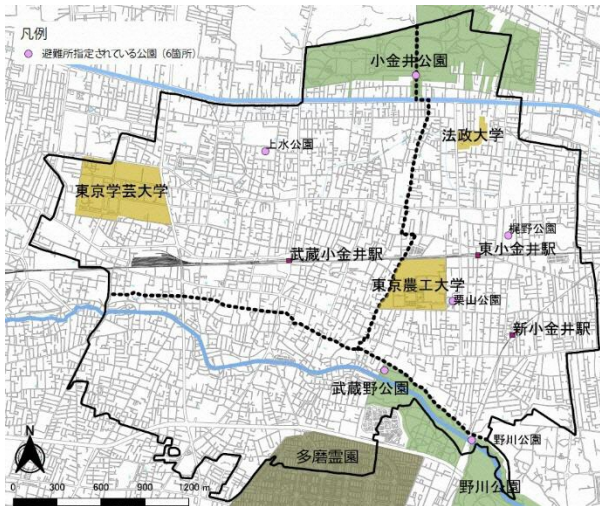 凡例
避難所指定されている公園(6箇所)
小金井公園
法政大学
上水公園
東京学芸大学
梶野公園
武蔵小金井駅
東小金井駅
東京農工大学
栗山公園
新小金井駅
武蔵野公園
野川公園
多磨霊園
野川公園
N
0 300 600 900 1200 m